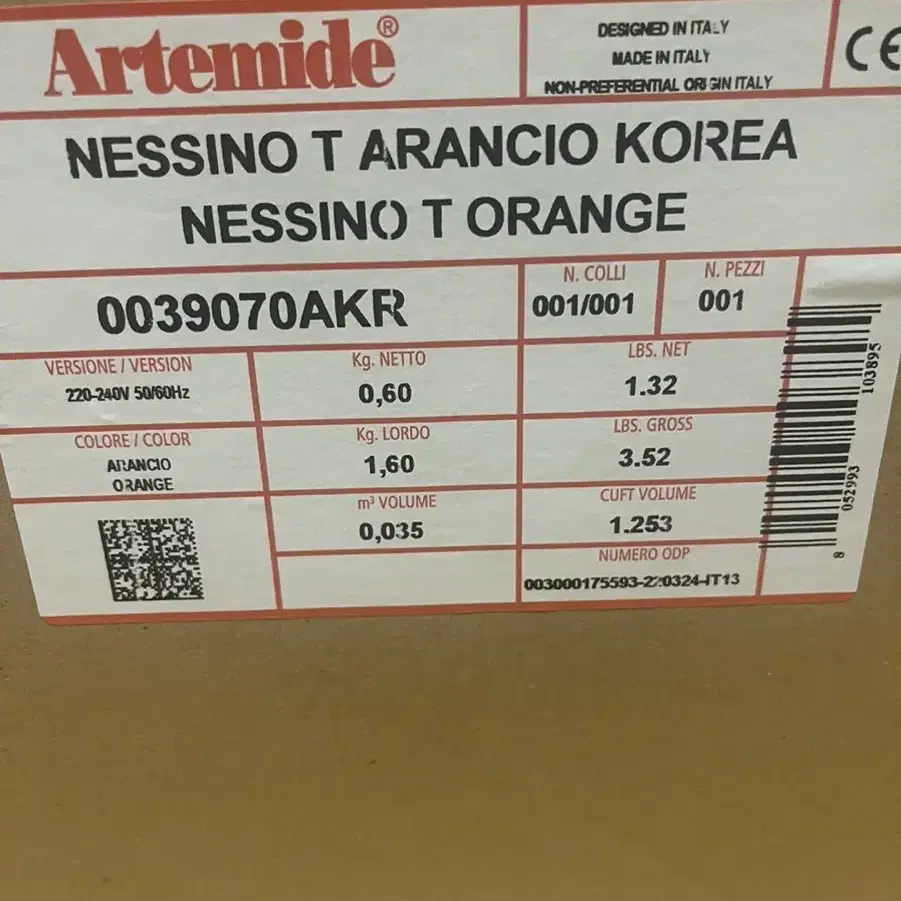 Artemide®
DESIGNED IN ITALY
MADE IN ITALY
NON-PREFERENTIAL ORIGIN ITALY
CE
NESSINO T ARANCIO KOREA
NESSINO T ORANGE
0039070AKR
N. COLLI
001/001
N. PEZZI
001
VERSIONE / VERSION
220-240V 50/60Hz
Kg. NETTO
0,60
LBS. NET
1.32
COLORE / COLOR
ARANCIO
ORANGE
Kg. LORDO
1,60
LBS. GROSS
3.52
m³ VOLUME
0,035
CUFT VOLUME
1.253
NUMERO ODP
003000175593-220324-IT13
8 052993 103895